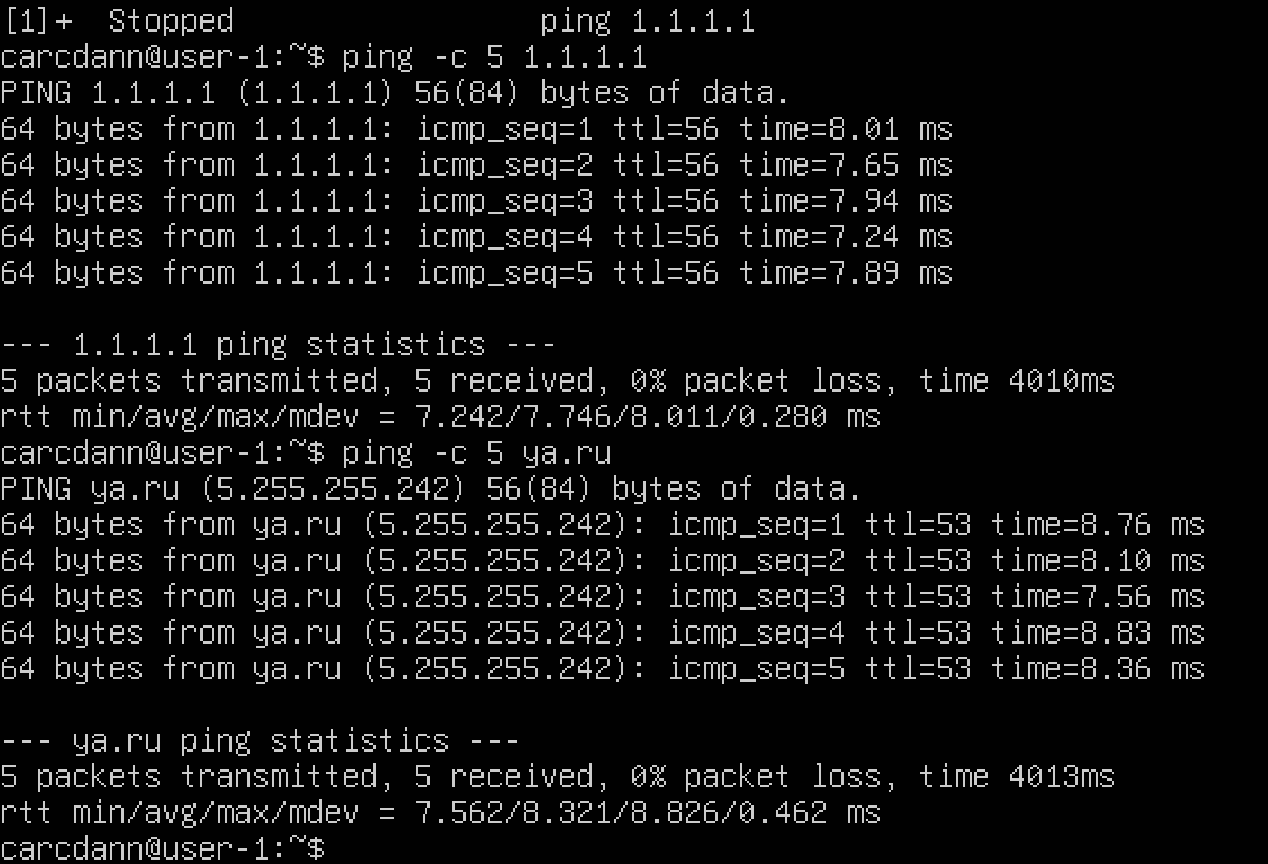 [1]+  Stopped                 ping 1.1.1.1
carcdann@user-1:~$ ping -c 5 1.1.1.1
PING 1.1.1.1 (1.1.1.1) 56(84) bytes of data.
64 bytes from 1.1.1.1: icmp_seq=1 ttl=56 time=8.01 ms
64 bytes from 1.1.1.1: icmp_seq=2 ttl=56 time=7.65 ms
64 bytes from 1.1.1.1: icmp_seq=3 ttl=56 time=7.94 ms
64 bytes from 1.1.1.1: icmp_seq=4 ttl=56 time=7.24 ms
64 bytes from 1.1.1.1: icmp_seq=5 ttl=56 time=7.89 ms
--- 1.1.1.1 ping statistics ---
5 packets transmitted, 5 received, 0% packet loss, time 4010ms
rtt min/avg/max/mdev = 7.242/7.746/8.011/0.280 ms
carcdann@user-1:~$ ping -c 5 ya.ru
PING ya.ru (5.255.255.242) 56(84) bytes of data.
64 bytes from ya.ru (5.255.255.242): icmp_seq=1 ttl=53 time=8.76 ms
64 bytes from ya.ru (5.255.255.242): icmp_seq=2 ttl=53 time=8.10 ms
64 bytes from ya.ru (5.255.255.242): icmp_seq=3 ttl=53 time=7.56 ms
64 bytes from ya.ru (5.255.255.242): icmp_seq=4 ttl=53 time=8.83 ms
64 bytes from ya.ru (5.255.255.242): icmp_seq=5 ttl=53 time=8.36 ms
--- ya.ru ping statistics ---
5 packets transmitted, 5 received, 0% packet loss, time 4013ms
rtt min/avg/max/mdev = 7.562/8.321/8.826/0.462 ms
carcdann@user-1:~$